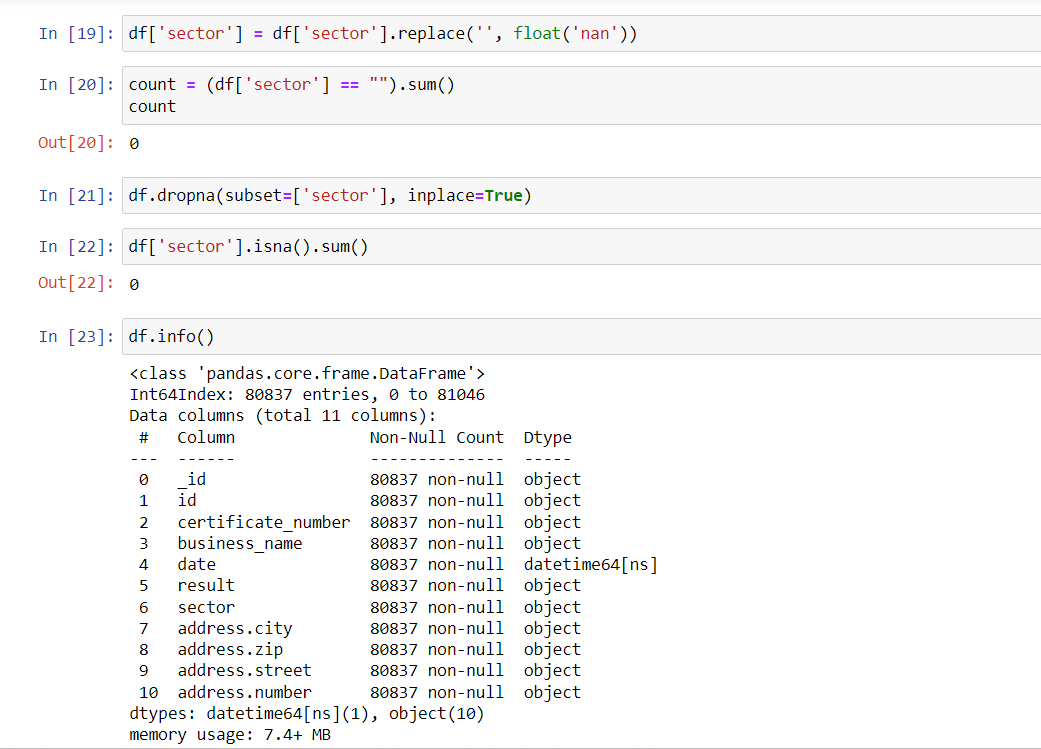 In [19]: df['sector'] = df['sector'].replace('', float('nan'))
In [20]: count = (df['sector'] == "").sum()
count
Out[20]: 0
In [21]: df.dropna(subset=['sector'], inplace=True)
In [22]: df['sector'].isna().sum()
Out[22]: 0
In [23]: df.info()
<class 'pandas.core.frame.DataFrame'>
Int64Index: 80837 entries, 0 to 81046
Data columns (total 11 columns):
 #   Column              Non-Null Count  Dtype
---  ------              --------------  -----
 0   _id                 80837 non-null  object
 1   id                  80837 non-null  object
 2   certificate_number  80837 non-null  object
 3   business_name       80837 non-null  object
 4   date                80837 non-null  datetime64[ns]
 5   result              80837 non-null  object
 6   sector              80837 non-null  object
 7   address.city        80837 non-null  object
 8   address.zip         80837 non-null  object
 9   address.street      80837 non-null  object
 10  address.number      80837 non-null  object
dtypes: datetime64[ns](1), object(10)
memory usage: 7.4+ MB